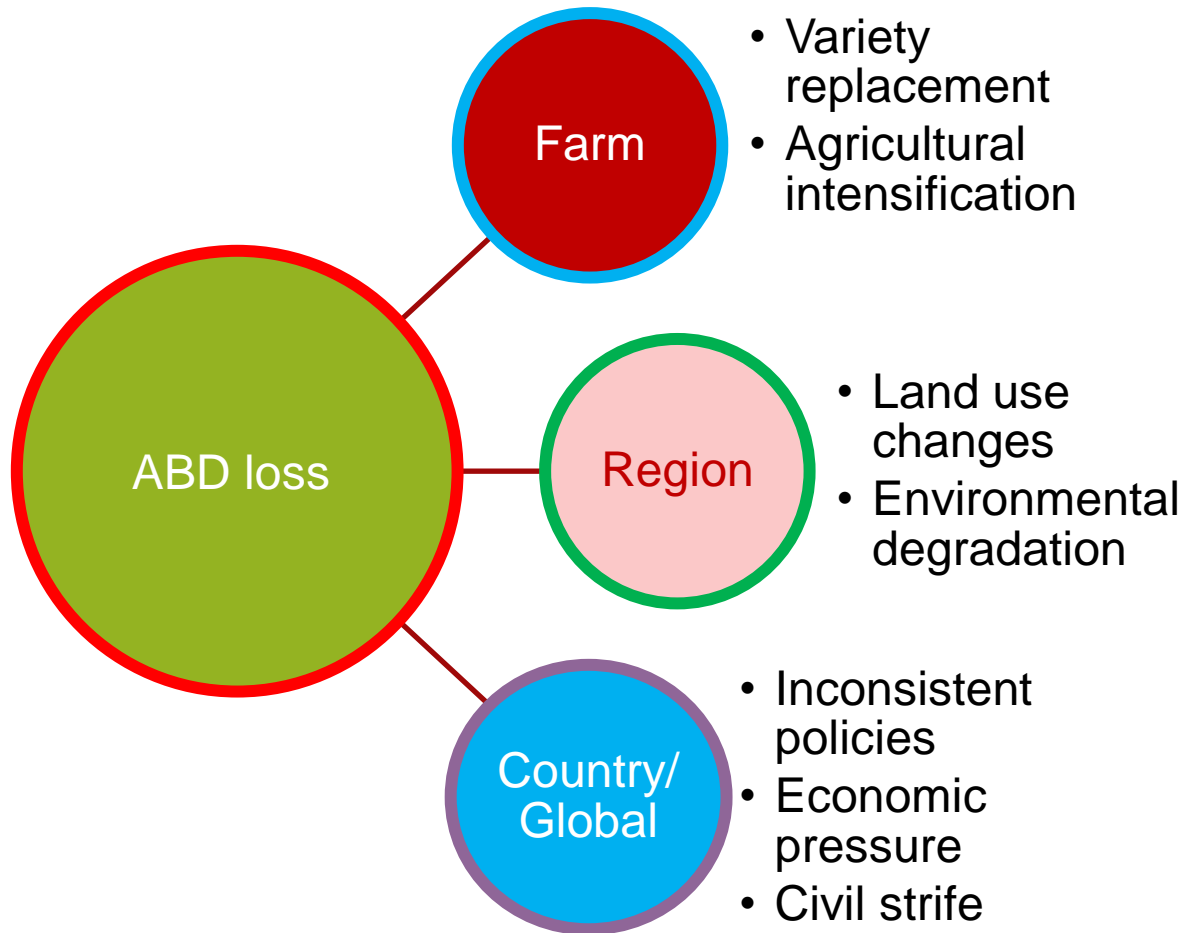 ABD loss
Farm
• Variety
replacement
• Agricultural
intensification
Region
• Land use
changes
• Environmental
degradation
Country/
Global
• Inconsistent
policies
• Economic
pressure
• Civil strife